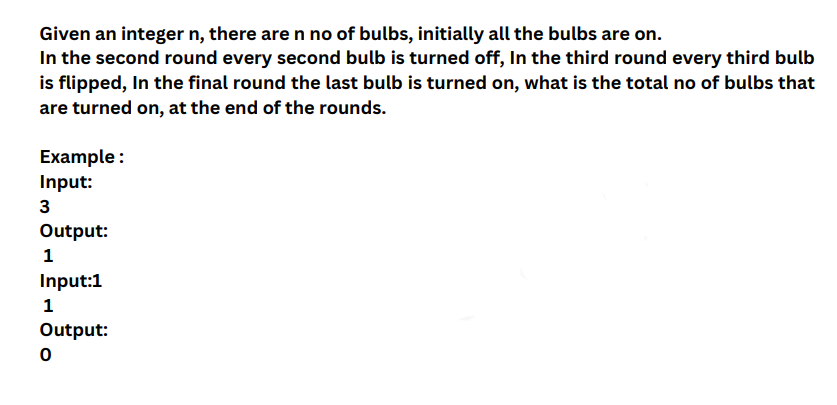 Given an integer n, there are n no of bulbs, initially all the bulbs are on.
In the second round every second bulb is turned off, In the third round every third bulb
is flipped, In the final round the last bulb is turned on, what is the total no of bulbs that
are turned on, at the end of the rounds.
Example :
Input:
3
Output:
1
Input:1
1
Output:
0